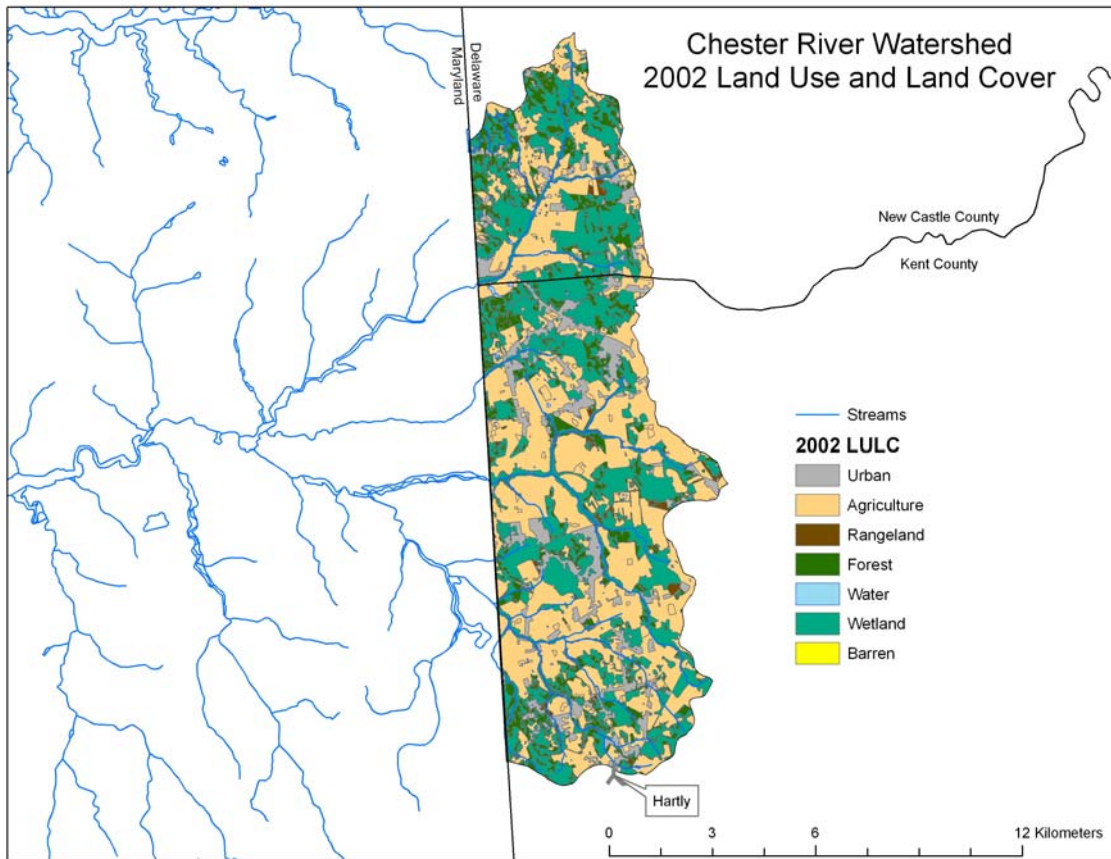 Chester River Watershed
2002 Land Use and Land Cover
Delaware
Maryland
New Castle County
Kent County
Streams
2002 LULC
Urban
Agriculture
Rangeland
Forest
Water
Wetland
Barren
Hartly
0 3 6 12 Kilometers